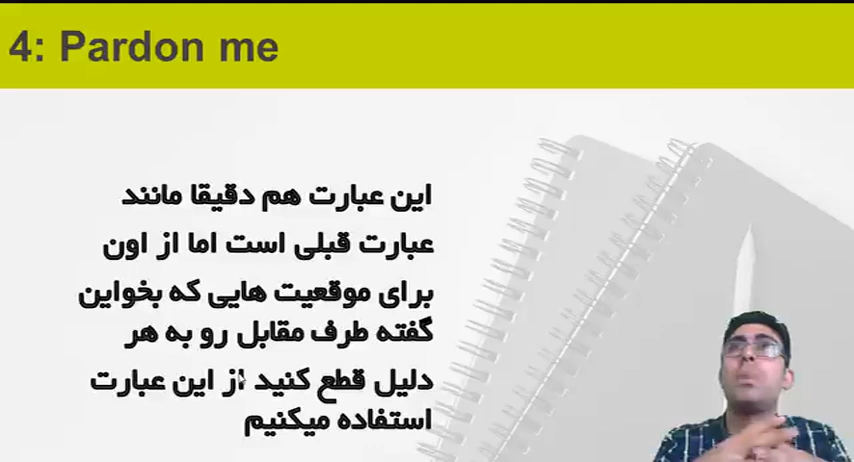 4: Pardon me
این عبارت هم دقیقا مانند
عبارت قبلی است اما از اون
برای موقعیت هایی که بخواین
گفته طرف مقابل رو به هر
دلیل قطع کنید از این عبارت
استفاده میکنیم